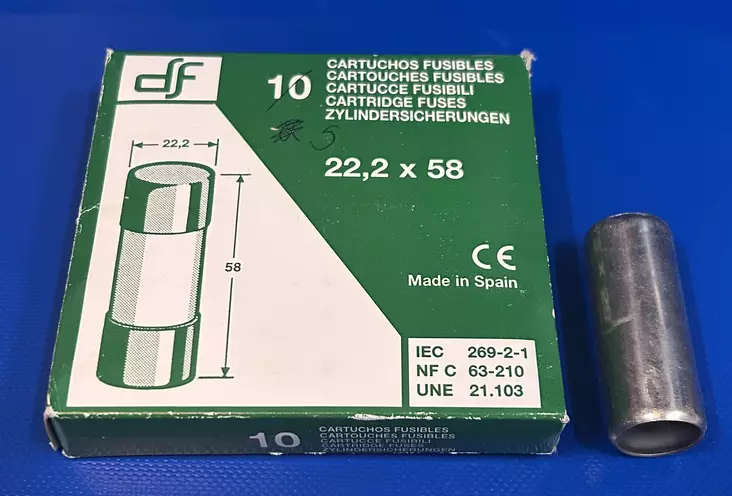 df
10
CARTUCHOS FUSIBLES
CARTOUCHES FUSIBLES
CARTUCCE FUSIBILI
CARTRIDGE FUSES
ZYLINDERSICHERUNGEN
5
22,2 x 58
22,2
58
CE
Made in Spain
IEC 269-2-1
NF C 63-210
UNE 21.103
10
CARTUCHOS FUSIBLES
CARTOUCHES FUSIBLES
CARTUCCE FUSIBILI
CARTRIDGE FUSES